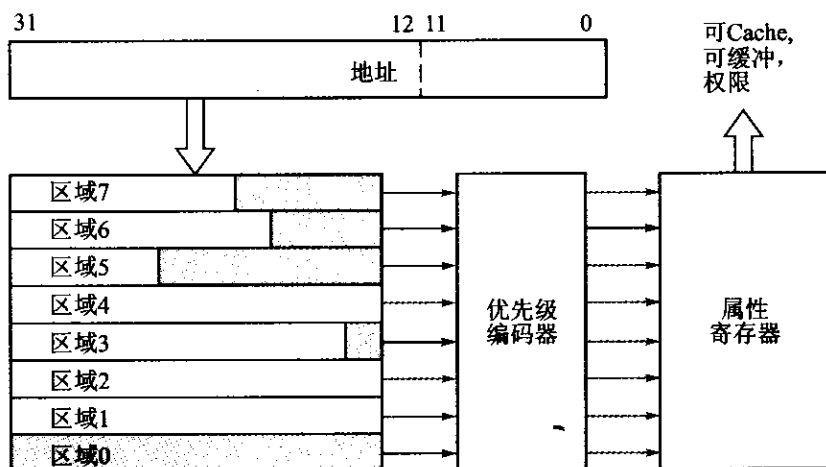 31
12 11
0
地址
可Cache,
可缓冲,
权限
区域7
区域6
区域5
区域4
区域3
区域2
区域1
区域0
优先级
编码器
属性
寄存器